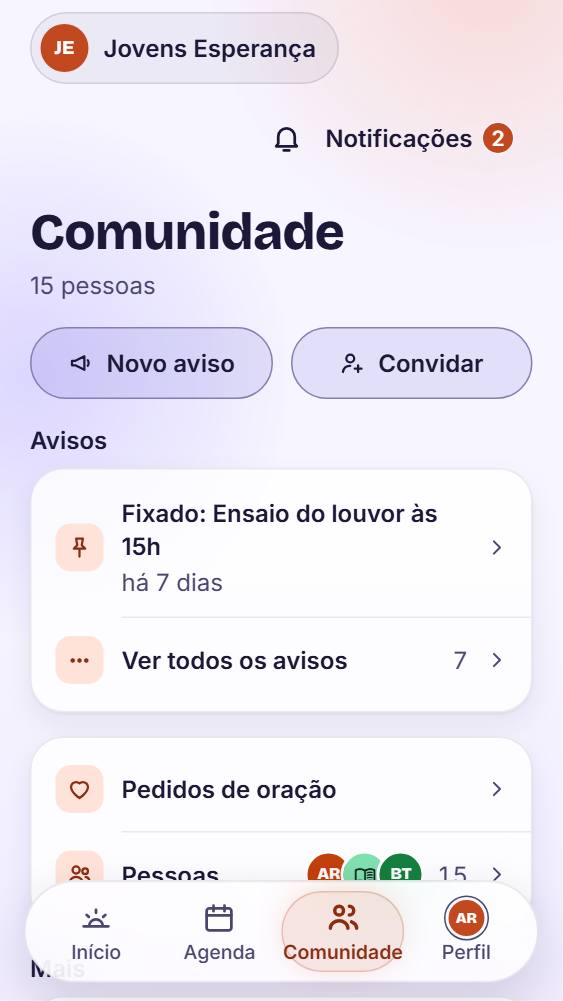 JE Jovens Esperança
Notificações 2
Comunidade
15 pessoas
Novo aviso
Convidar
Avisos
Fixado: Ensaio do louvor às
15h
há 7 dias
Ver todos os avisos 7
Pedidos de oração
Pessoas AR BT 15
Início
Agenda
Comunidade
AR
Perfil
Mais